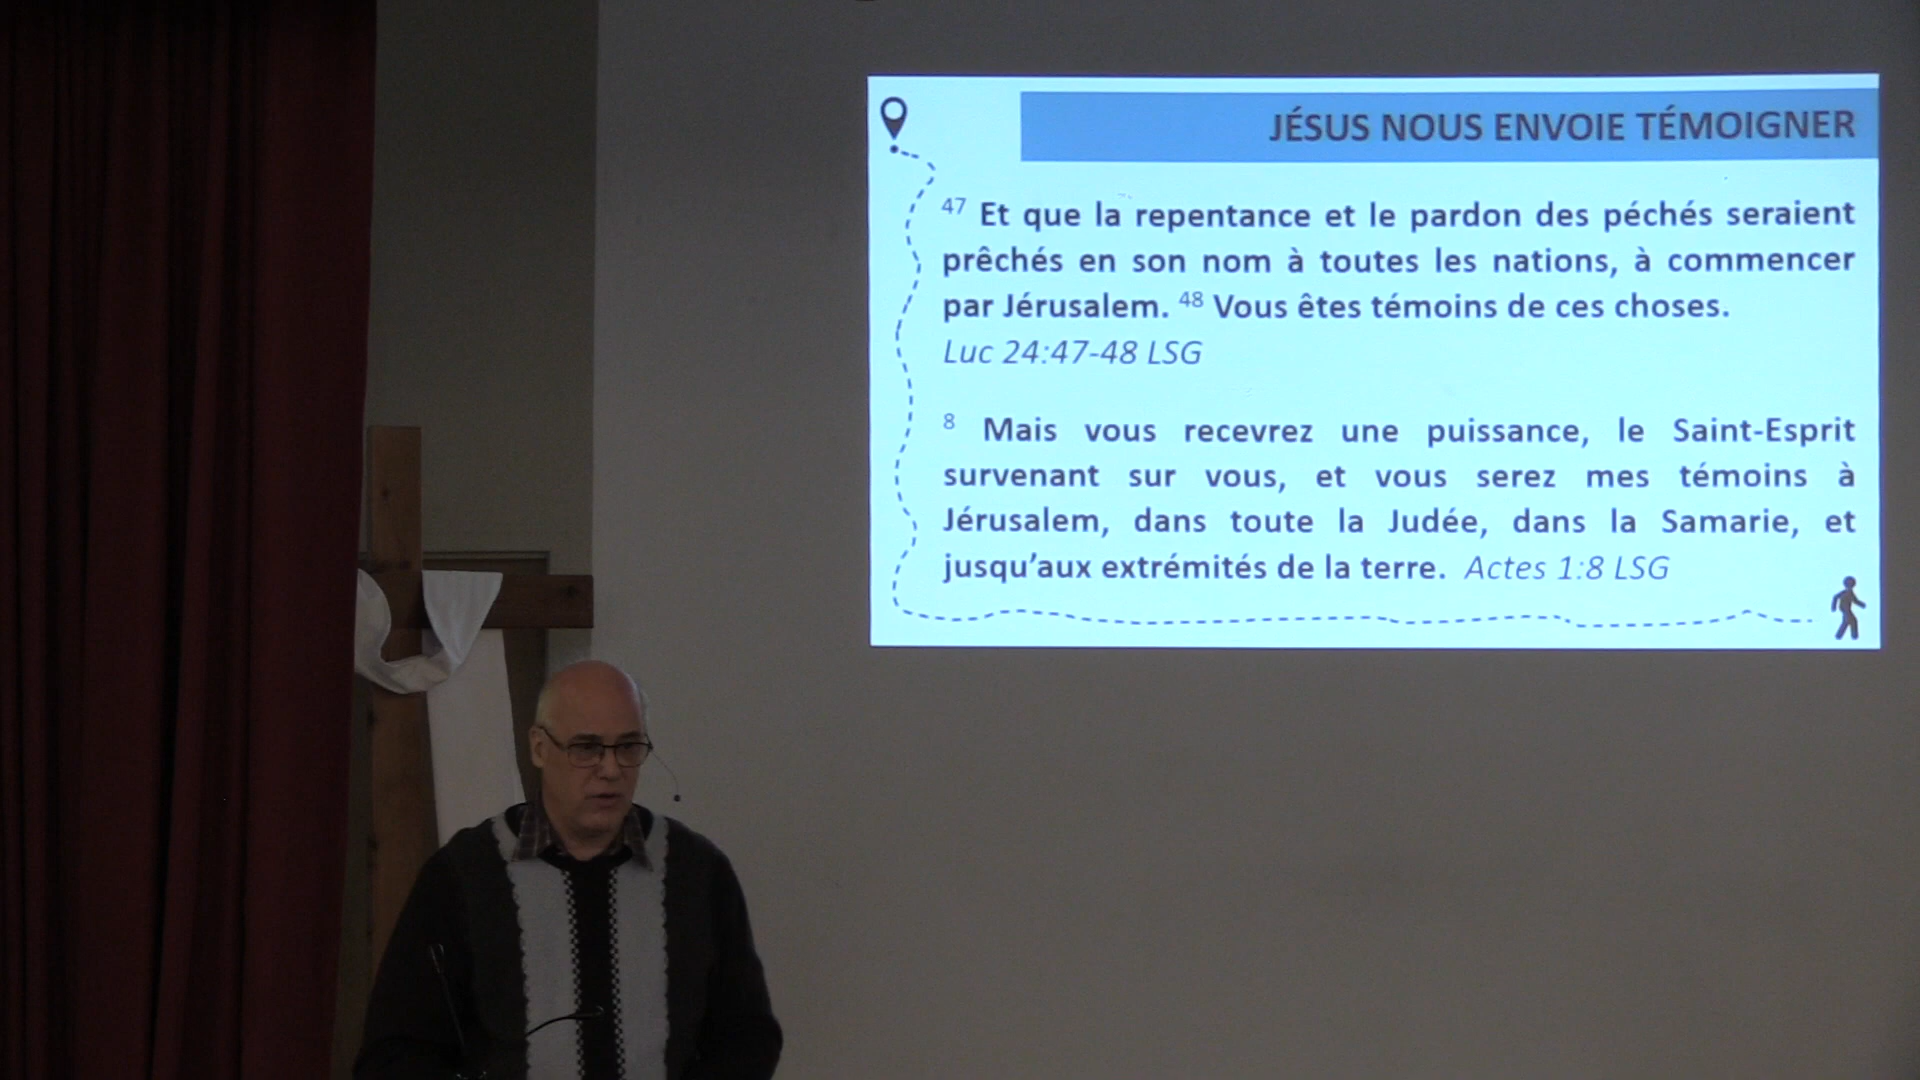 JÉSUS NOUS ENVOIE TÉMOIGNER
47 Et que la repentance et le pardon des péchés seraient
prêchés en son nom à toutes les nations, à commencer
par Jérusalem. 48 Vous êtes témoins de ces choses.
Luc 24:47-48 LSG
8 Mais vous recevrez une puissance, le Saint-Esprit
survenant sur vous, et vous serez mes témoins à
Jérusalem, dans toute la Judée, dans la Samarie, et
jusqu’aux extrémités de la terre. Actes 1:8 LSG